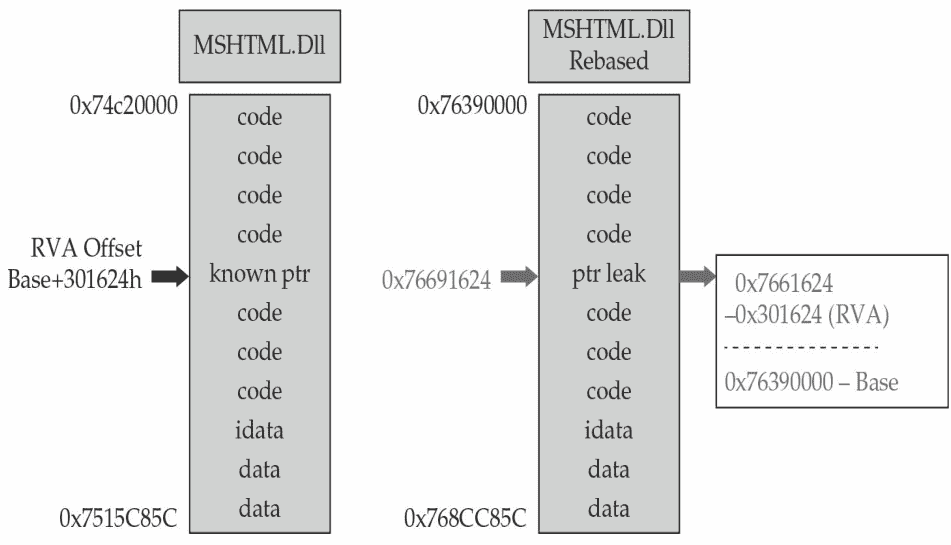 MSHTML.Dll
MSHTML.Dll
Rebased
0x74c20000
code
code
code
code
RVA Offset
Base+301624h
known ptr
code
code
code
idata
data
data
0x7515C85C
0x76390000
code
code
code
code
0x76691624
ptr leak
code
code
code
idata
data
data
0x768CC85C
0x7661624
–0x301624 (RVA)
0x76390000 – Base